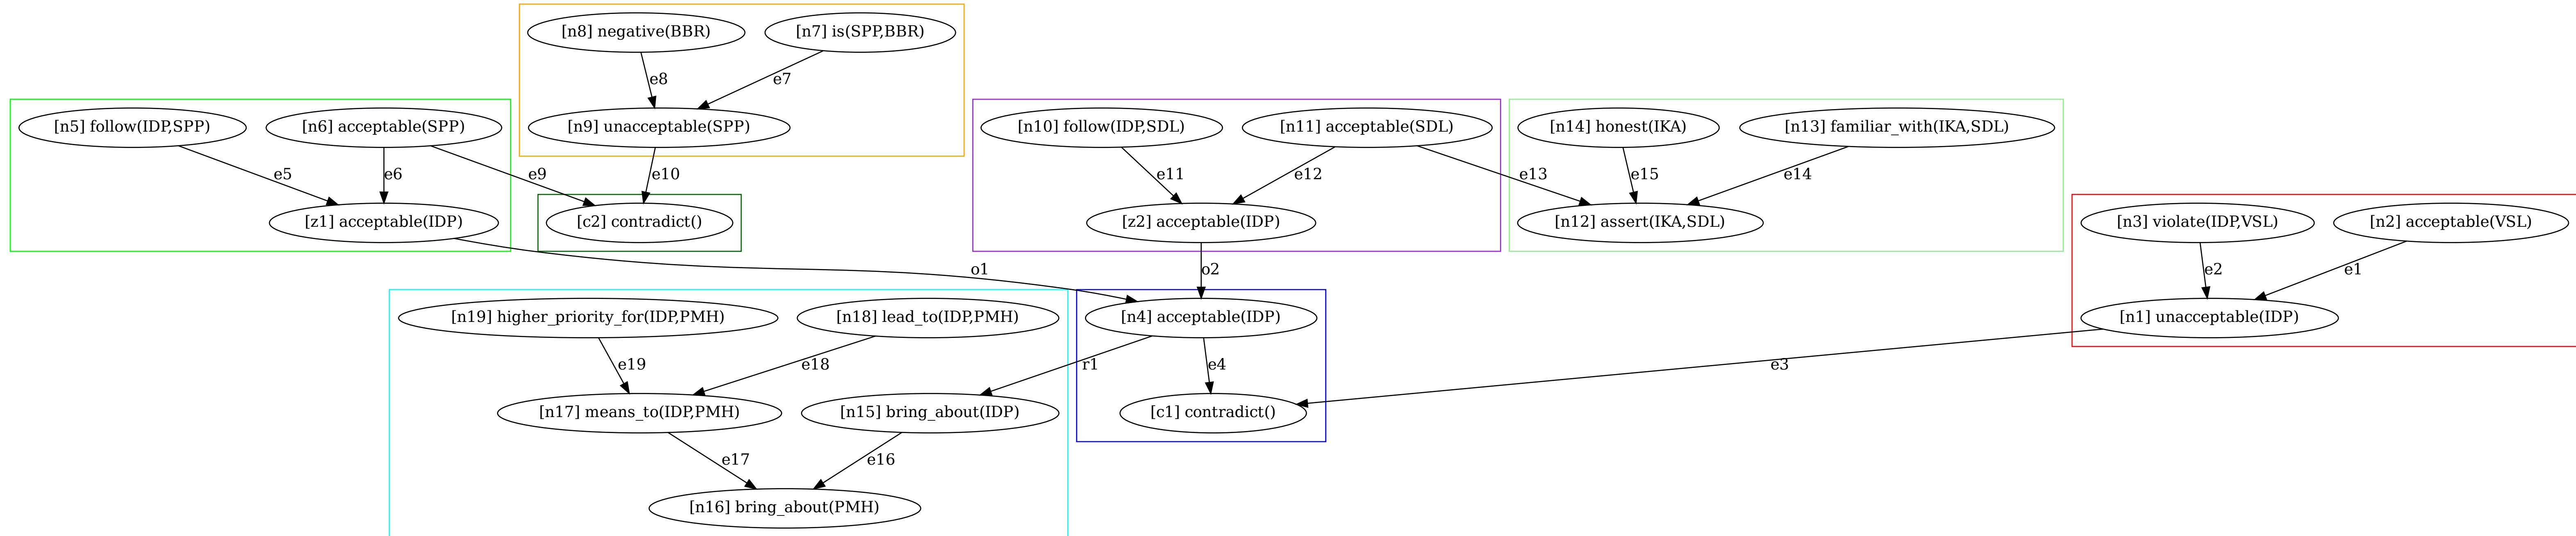 [n8] negative(BBR) [n7] is(SPP,BBR)
e8 e7
[n5] follow(IDP,SPP) [n6] acceptable(SPP) [n9] unacceptable(SPP) [n10] follow(IDP,SDL) [n11] acceptable(SDL) [n14] honest(IKA) [n13] familiar_with(IKA,SDL)
e5 e6 e9 e10 e11 e12 e13 e15 e14
[z1] acceptable(IDP) [c2] contradict() [z2] acceptable(IDP) [n12] assert(IKA,SDL) [n3] violate(IDP,VSL) [n2] acceptable(VSL)
o1 o2 e2 e1
[n19] higher_priority_for(IDP,PMH) [n18] lead_to(IDP,PMH) [n4] acceptable(IDP) [n1] unacceptable(IDP)
e19 e18 r1 e4 e3
[n17] means_to(IDP,PMH) [n15] bring_about(IDP) [c1] contradict()
e17 e16
[n16] bring_about(PMH)